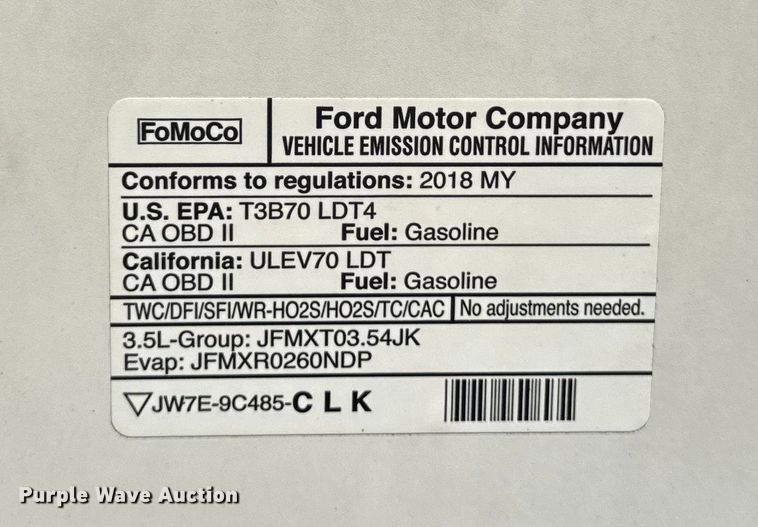 FoMoCo
Ford Motor Company
VEHICLE EMISSION CONTROL INFORMATION
Conforms to regulations: 2018 MY
U.S. EPA: T3B70 LDT4
CA OBD II Fuel: Gasoline
California: ULEV70 LDT
CA OBD II Fuel: Gasoline
TWC/DFI/SFI/WR-HO2S/HO2S/TC/CAC No adjustments needed.
3.5L-Group: JFMXT03.54JK
Evap: JFMXR0260NDP
JW7E-9C485-C L K
Purple Wave Auction